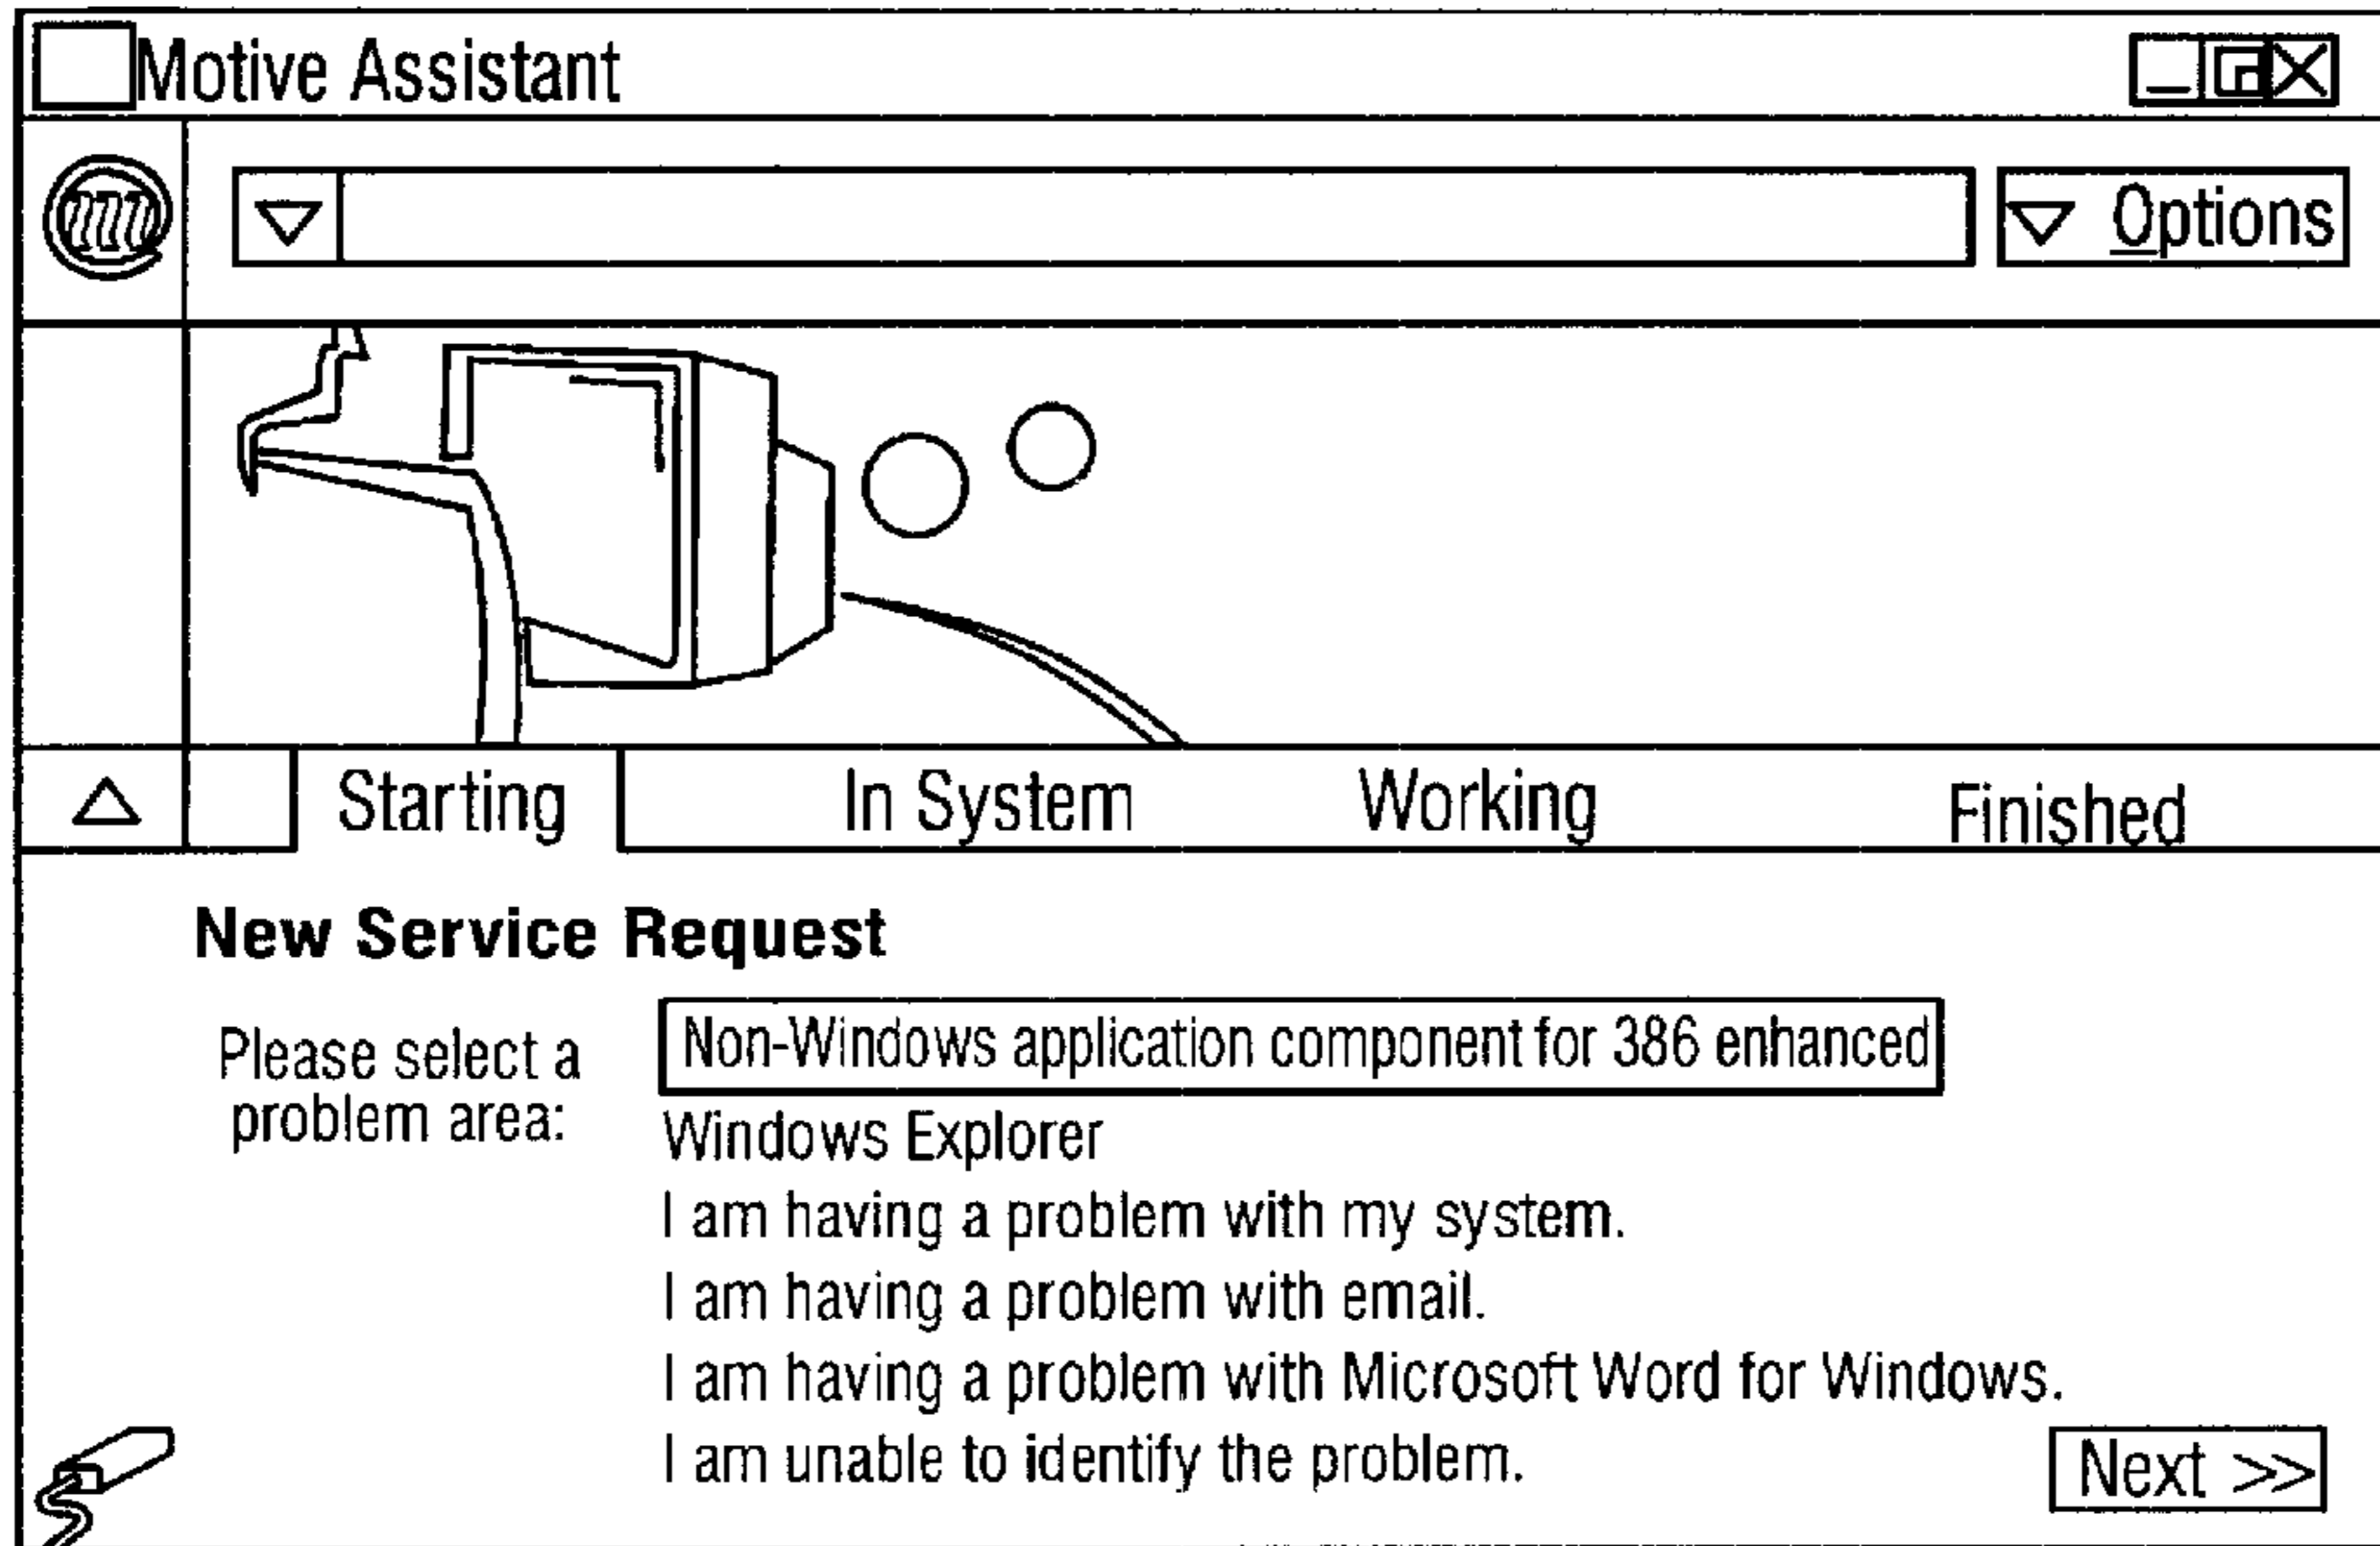 Motive Assistant
Options
Starting In System Working Finished
New Service Request
Please select a
problem area:
Non-Windows application component for 386 enhanced
Windows Explorer
I am having a problem with my system.
I am having a problem with email.
I am having a problem with Microsoft Word for Windows.
I am unable to identify the problem.
Next >>